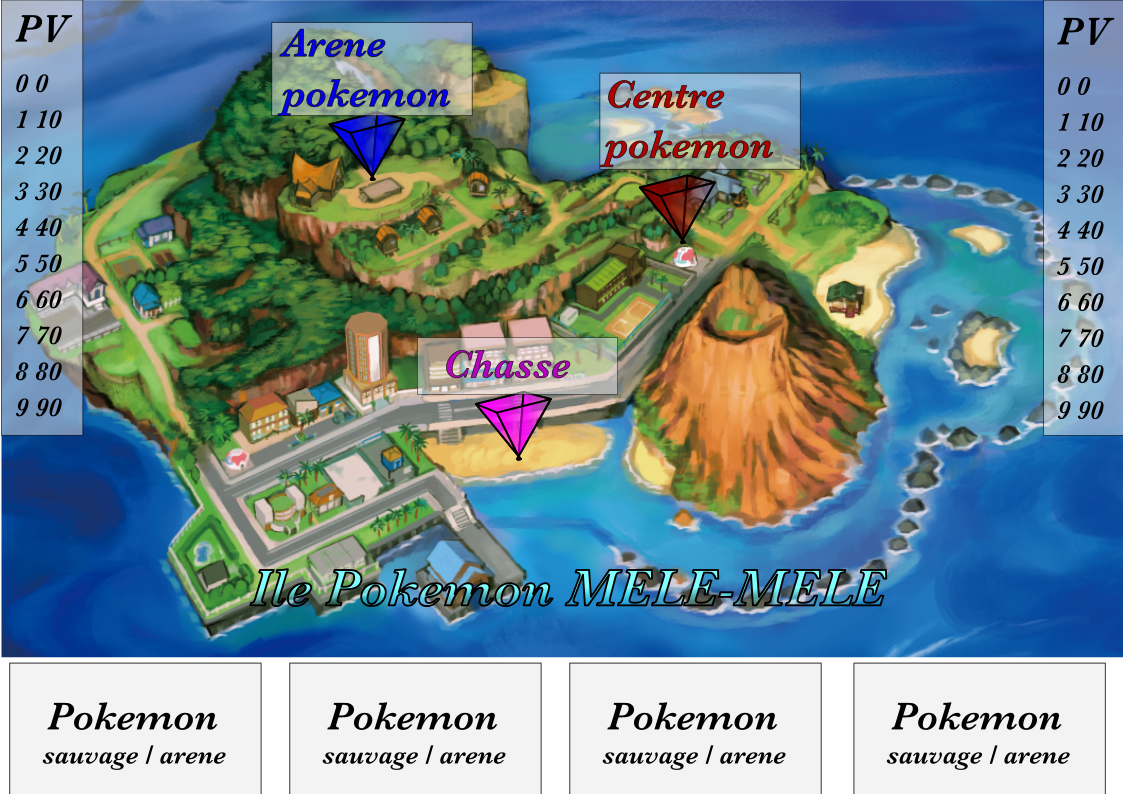 PV
0 0
1 10
2 20
3 30
4 40
5 50
6 60
7 70
8 80
9 90
Arene
pokemon
Centre
pokemon
Chasse
PV
0 0
1 10
2 20
3 30
4 40
5 50
6 60
7 70
8 80
9 90
Ile Pokemon MELE-MELE
Pokemon
sauvage / arene
Pokemon
sauvage / arene
Pokemon
sauvage / arene
Pokemon
sauvage / arene